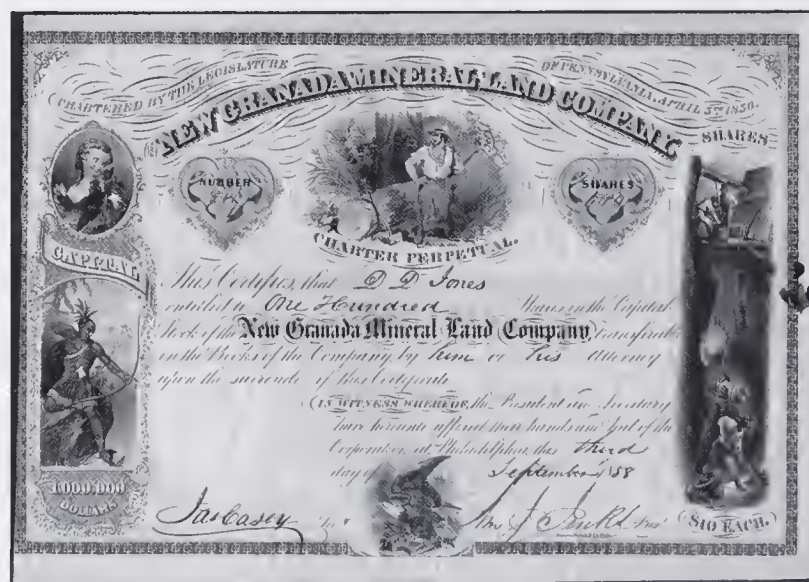 CHARTERED BY THE LEGISLATURE OF PENNSYLVANIA, APRIL 5TH 1856.
NEW GRANADA MINERAL LAND COMPANY
SHARES
NUMBER
SHARES
CHARTER PERPETUAL.
CAPITAL
This Certifies, that D D Jones
entitled to One Hundred Shares in the Capital
Stock of the New Granada Mineral Land Company, transferable
on the Books of the Company, by him or his Attorney
upon the surrender of this Certificate
IN WITNESS WHEREOF, the President and Secretary
have hereunto affixed their hands and Seal of the
Corporation, at Philadelphia, this third
day of September 1858
1,000,000
DOLLARS
Jas Casey
($10 EACH.)